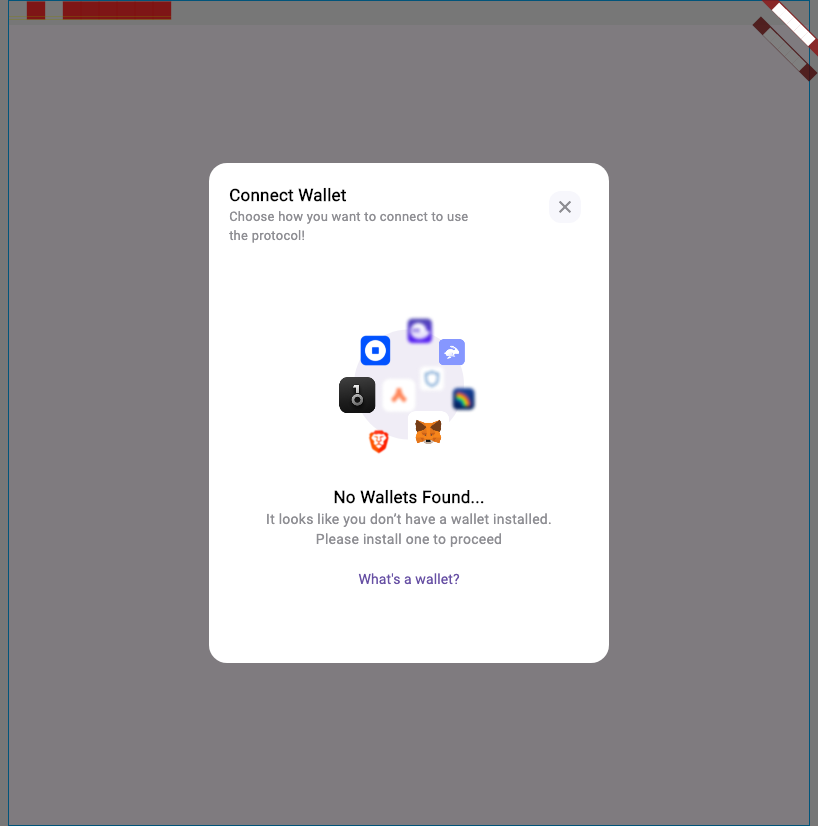 Connect Wallet
Choose how you want to connect to use
the protocol!
No Wallets Found...
It looks like you don’t have a wallet installed.
Please install one to proceed
What's a wallet?